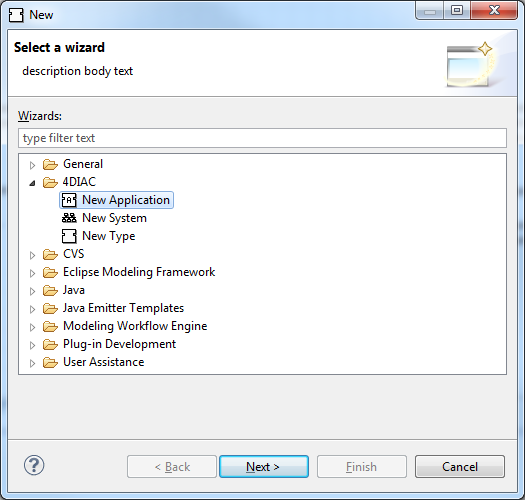 New
Select a wizard
description body text
Wizards:
type filter text
General
4DIAC
New Application
New System
New Type
CVS
Eclipse Modeling Framework
Java
Java Emitter Templates
Modeling Workflow Engine
Plug-in Development
User Assistance
? < Back Next > Finish Cancel